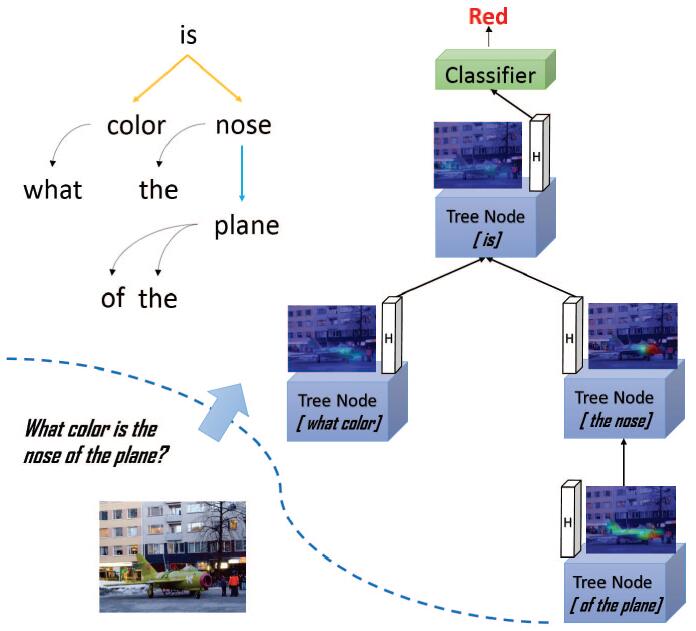 is
color nose
what the
plane
of the
What color is the
nose of the plane?
Red
Classifier
H
Tree Node
[ is]
H
Tree Node
[ what color]
H
Tree Node
[ the nose]
H
Tree Node
[ of the plane]